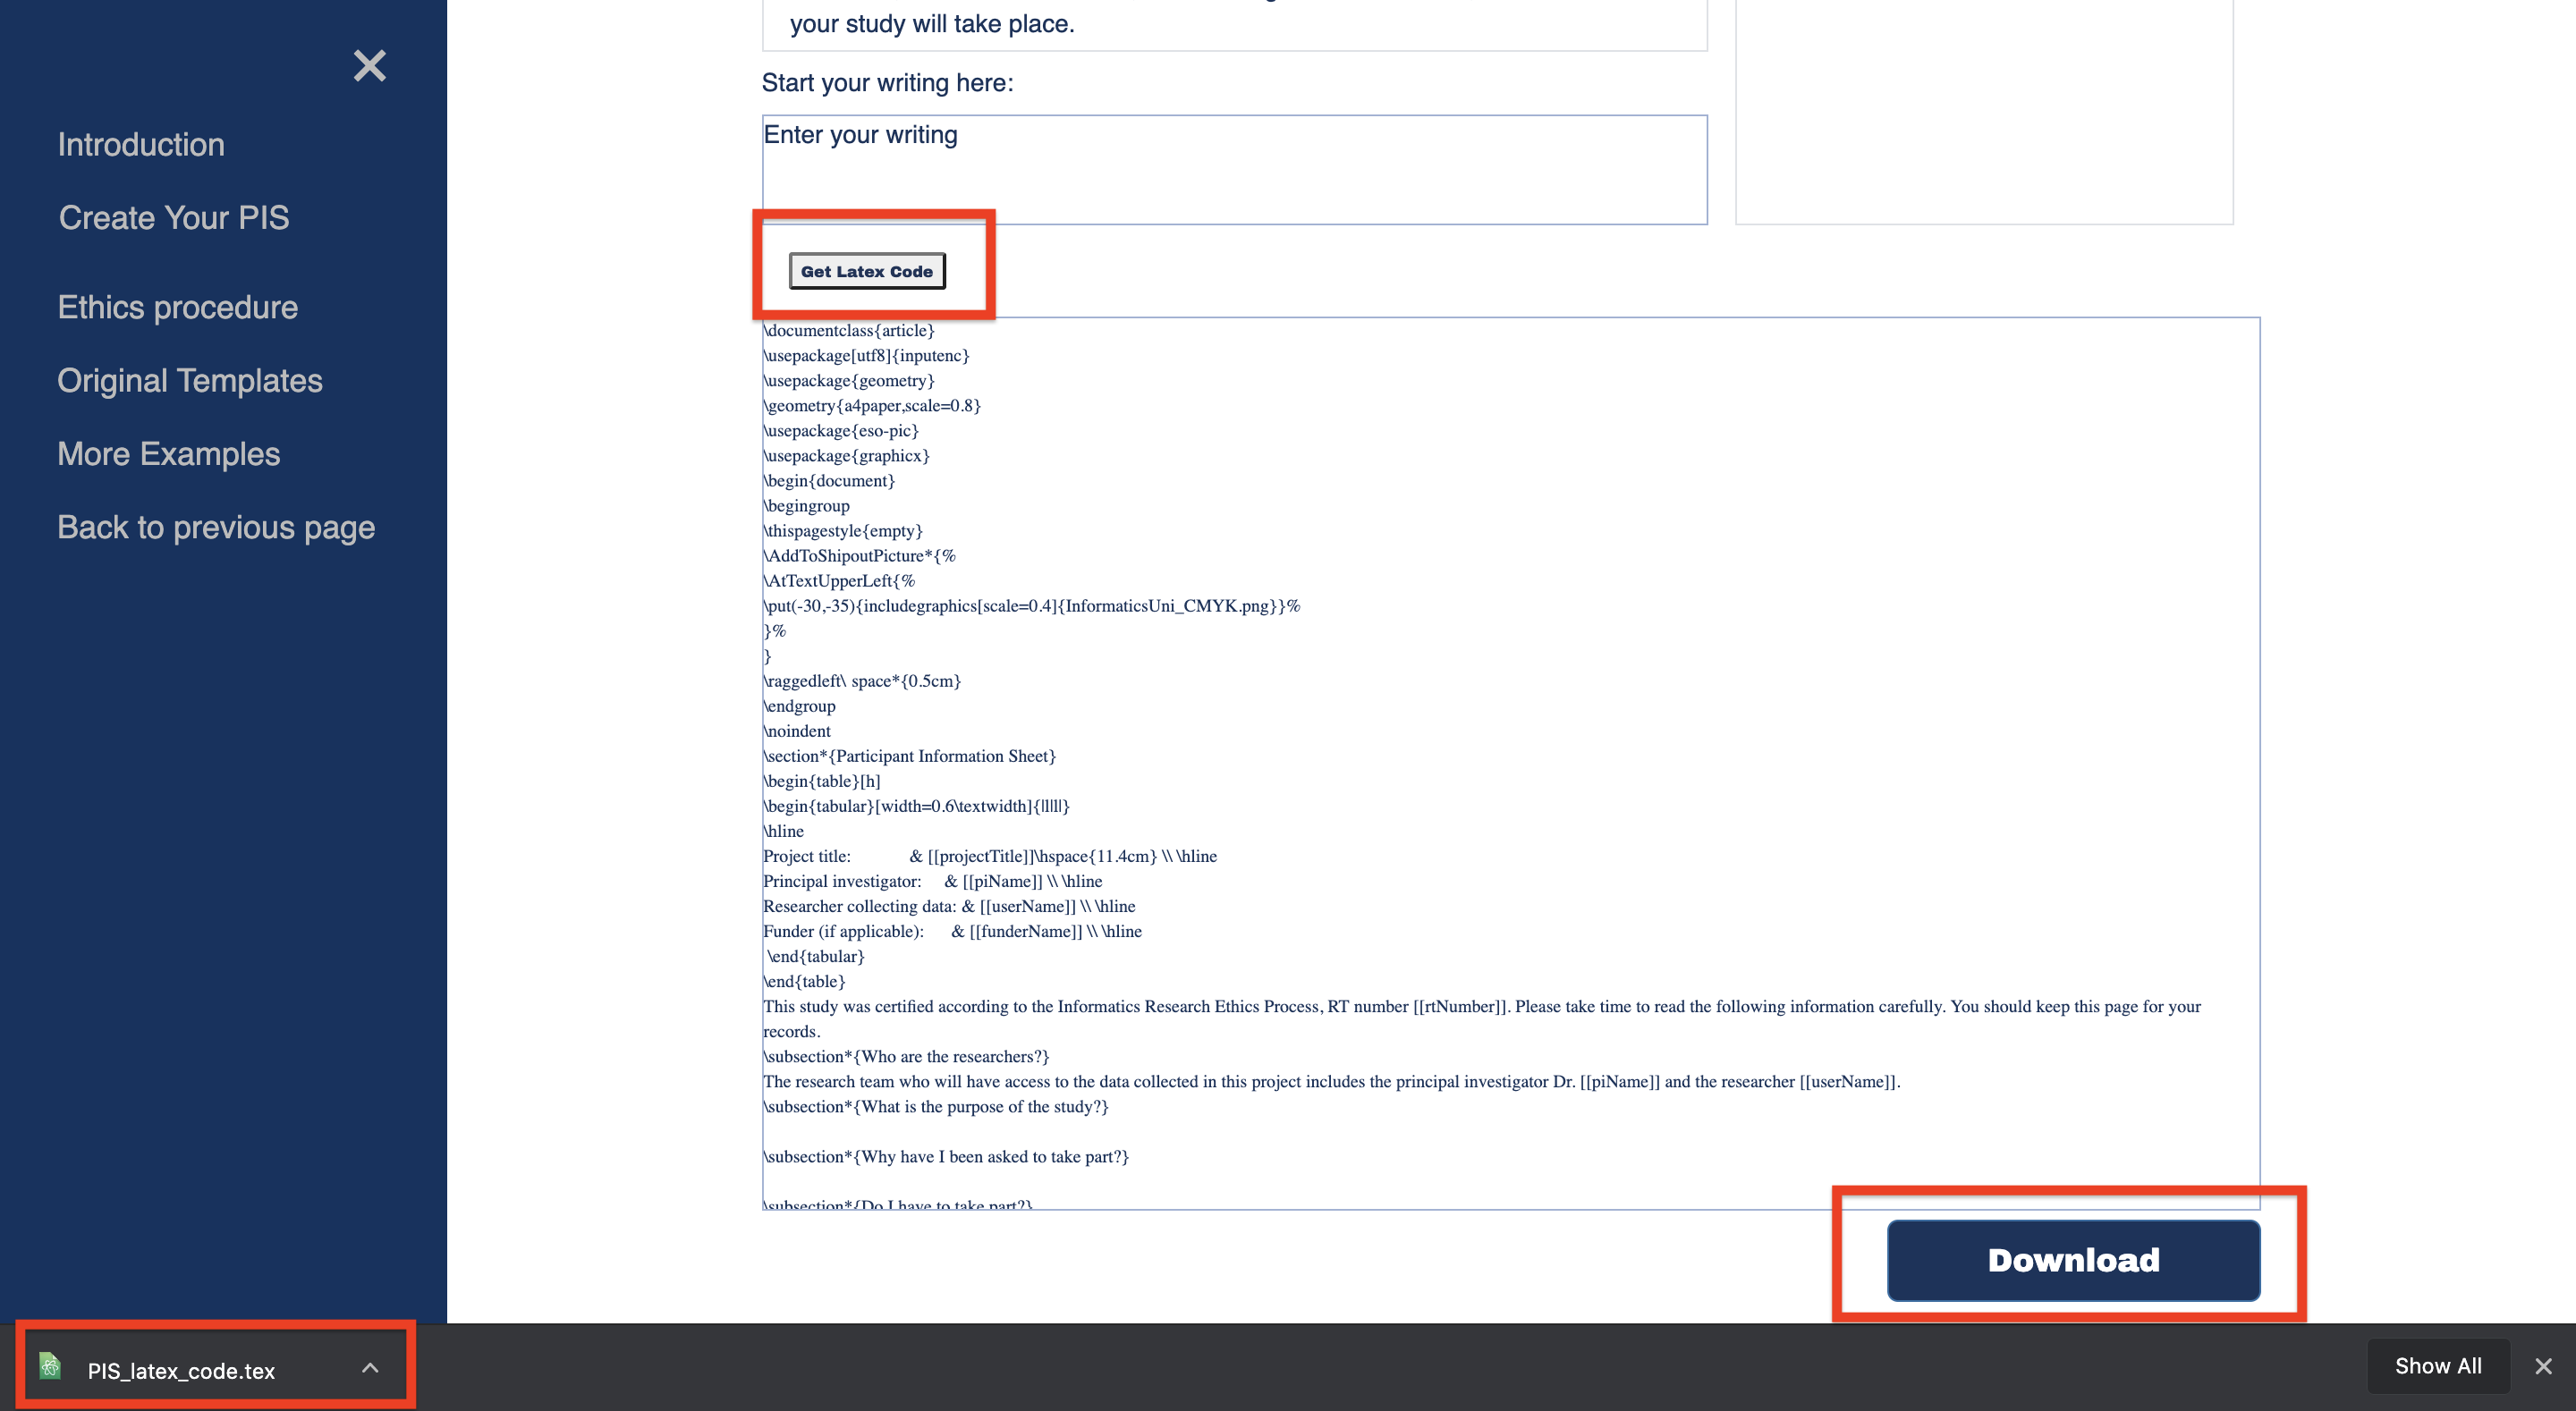 your study will take place.
Start your writing here:
Enter your writing
Introduction
Create Your PIS
Ethics procedure
Original Templates
More Examples
Back to previous page
Get Latex Code
\documentclass{article}
\usepackage[utf8]{inputenc}
\usepackage{geometry}
\geometry{a4paper,scale=0.8}
\usepackage{eso-pic}
\usepackage{graphicx}
\begin{document}
\begingroup
\thispagestyle{empty}
\AddToShipoutPicture*{%
\AtTextUpperLeft{%
\put(-30,-35){includegraphics[scale=0.4]{InformaticsUni_CMYK.png}}%
}%
}
\raggedleft\ space*{0.5cm}
\endgroup
\noindent
\section*{Participant Information Sheet}
\begin{table}[h]
\begin{tabular}[width=0.6\textwidth]{|l|l|}
\hline
Project title: & [[projectTitle]]\hspace{11.4cm} \\ \hline
Principal investigator: & [[piName]] \\ \hline
Researcher collecting data: & [[userName]] \\ \hline
Funder (if applicable): & [[funderName]] \\ \hline
\end{tabular}
\end{table}
This study was certified according to the Informatics Research Ethics Process, RT number [[rtNumber]]. Please take time to read the following information carefully. You should keep this page for your
records.
\subsection*{Who are the researchers?}
The research team who will have access to the data collected in this project includes the principal investigator Dr. [[piName]] and the researcher [[userName]].
\subsection*{What is the purpose of the study?}
\subsection*{Why have I been asked to take part?}
\subsection*{Do I have to take part?}
Download
PIS_latex_code.tex
Show All